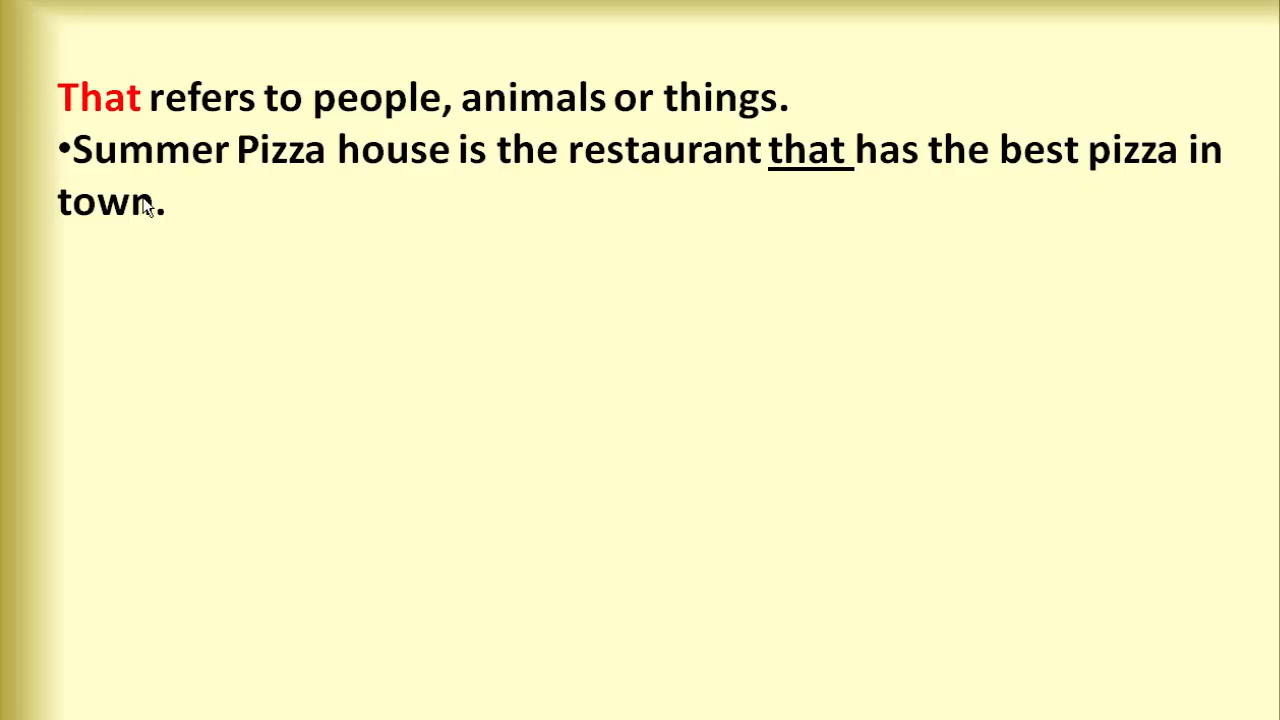 That refers to people, animals or things.
•Summer Pizza house is the restaurant that has the best pizza in
town.